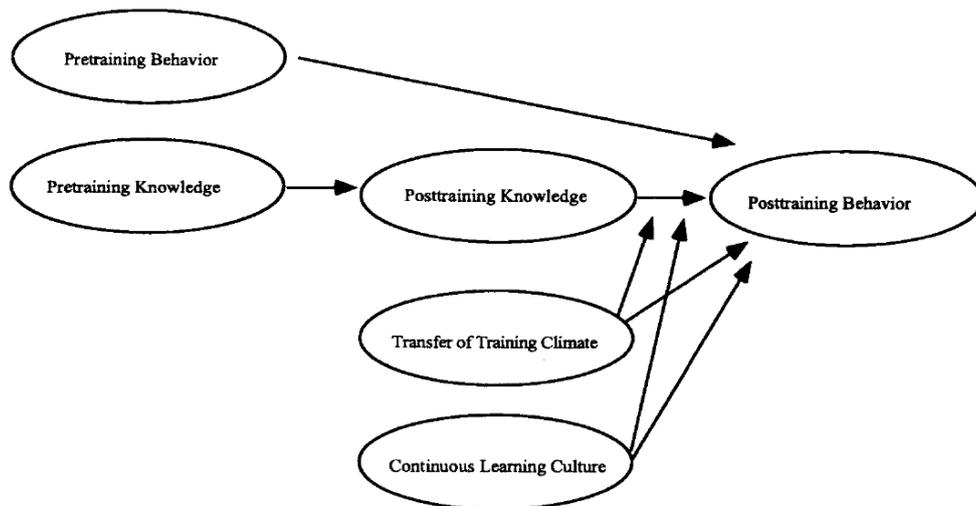 Pretraining Behavior
Pretraining Knowledge
Posttraining Knowledge
Posttraining Behavior
Transfer of Training Climate
Continuous Learning Culture